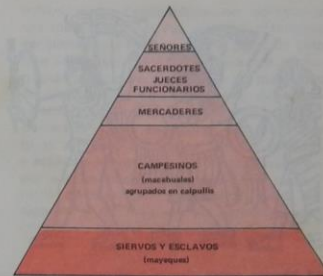 SEÑORES
SACERDOTES
JUECES
FUNCIONARIOS
MERCADERES
CAMPESINOS
(macehuales)
agrupados en calpullis
SIERVOS Y ESCLAVOS
(mayeques)